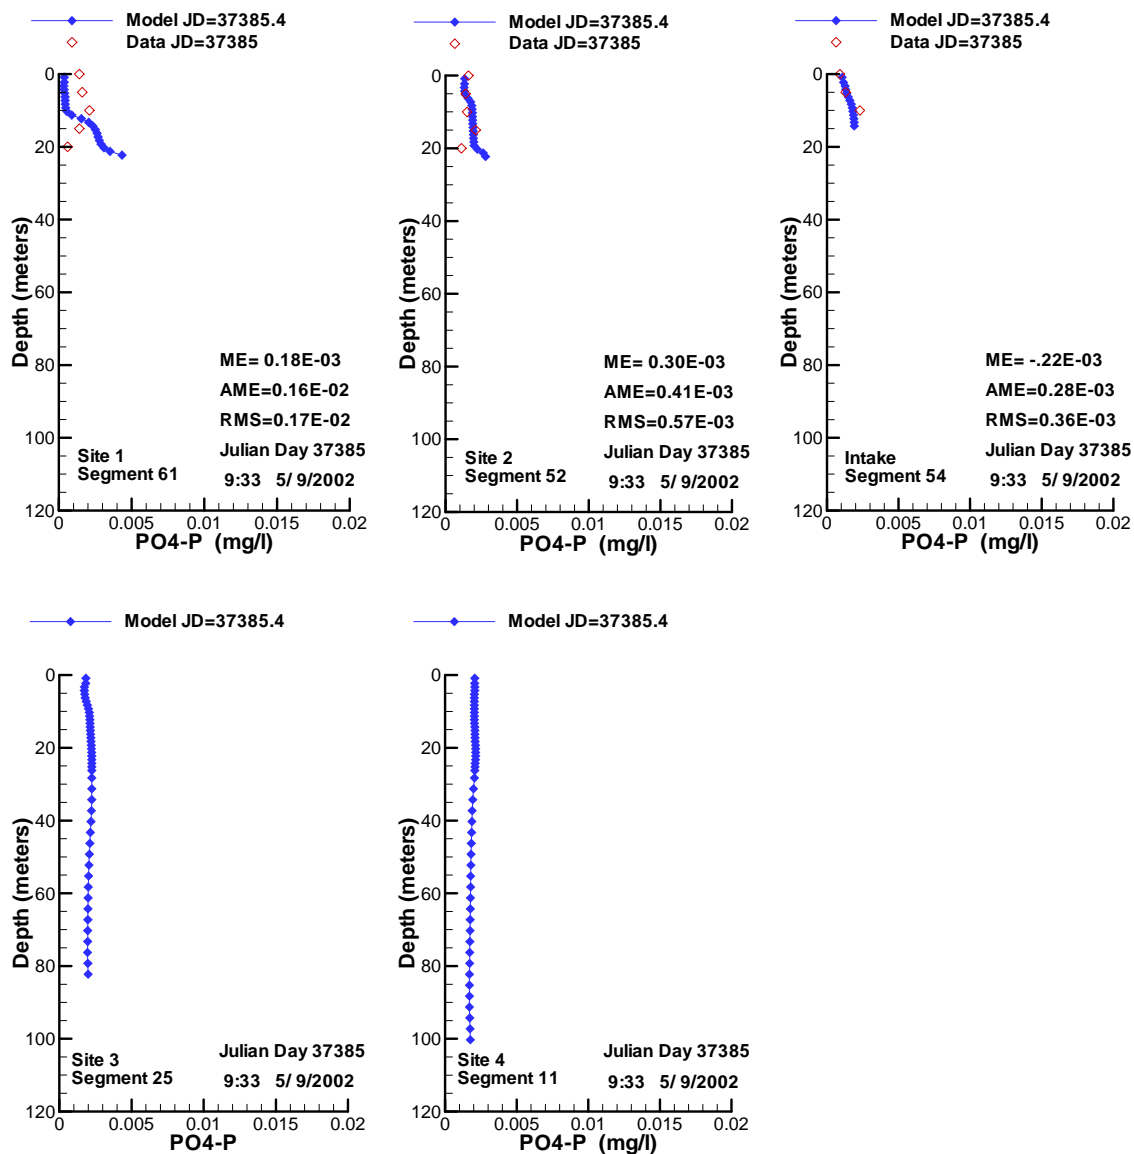 Model JD=37385.4
Data JD=37385
0
20
40
60
80
100
120
Depth (meters)
ME= 0.18E-03
AME=0.16E-02
RMS=0.17E-02
Julian Day 37385
9:33 5/ 9/2002
Site 1
Segment 61
0 0.005 0.01 0.015 0.02
PO4-P (mg/l)
Model JD=37385.4
Data JD=37385
0
20
40
60
80
100
120
Depth (meters)
ME= 0.30E-03
AME=0.41E-03
RMS=0.57E-03
Julian Day 37385
9:33 5/ 9/2002
Site 2
Segment 52
0 0.005 0.01 0.015 0.02
PO4-P (mg/l)
Model JD=37385.4
Data JD=37385
0
20
40
60
80
100
120
Depth (meters)
ME= -.22E-03
AME=0.28E-03
RMS=0.36E-03
Julian Day 37385
9:33 5/ 9/2002
Intake
Segment 54
0 0.005 0.01 0.015 0.02
PO4-P (mg/l)
Model JD=37385.4
0
20
40
60
80
100
120
Depth (meters)
Julian Day 37385
9:33 5/ 9/2002
Site 3
Segment 25
0 0.005 0.01 0.015 0.02
PO4-P
Model JD=37385.4
0
20
40
60
80
100
120
Depth (meters)
Julian Day 37385
9:33 5/ 9/2002
Site 4
Segment 11
0 0.005 0.01 0.015 0.02
PO4-P (mg/l)